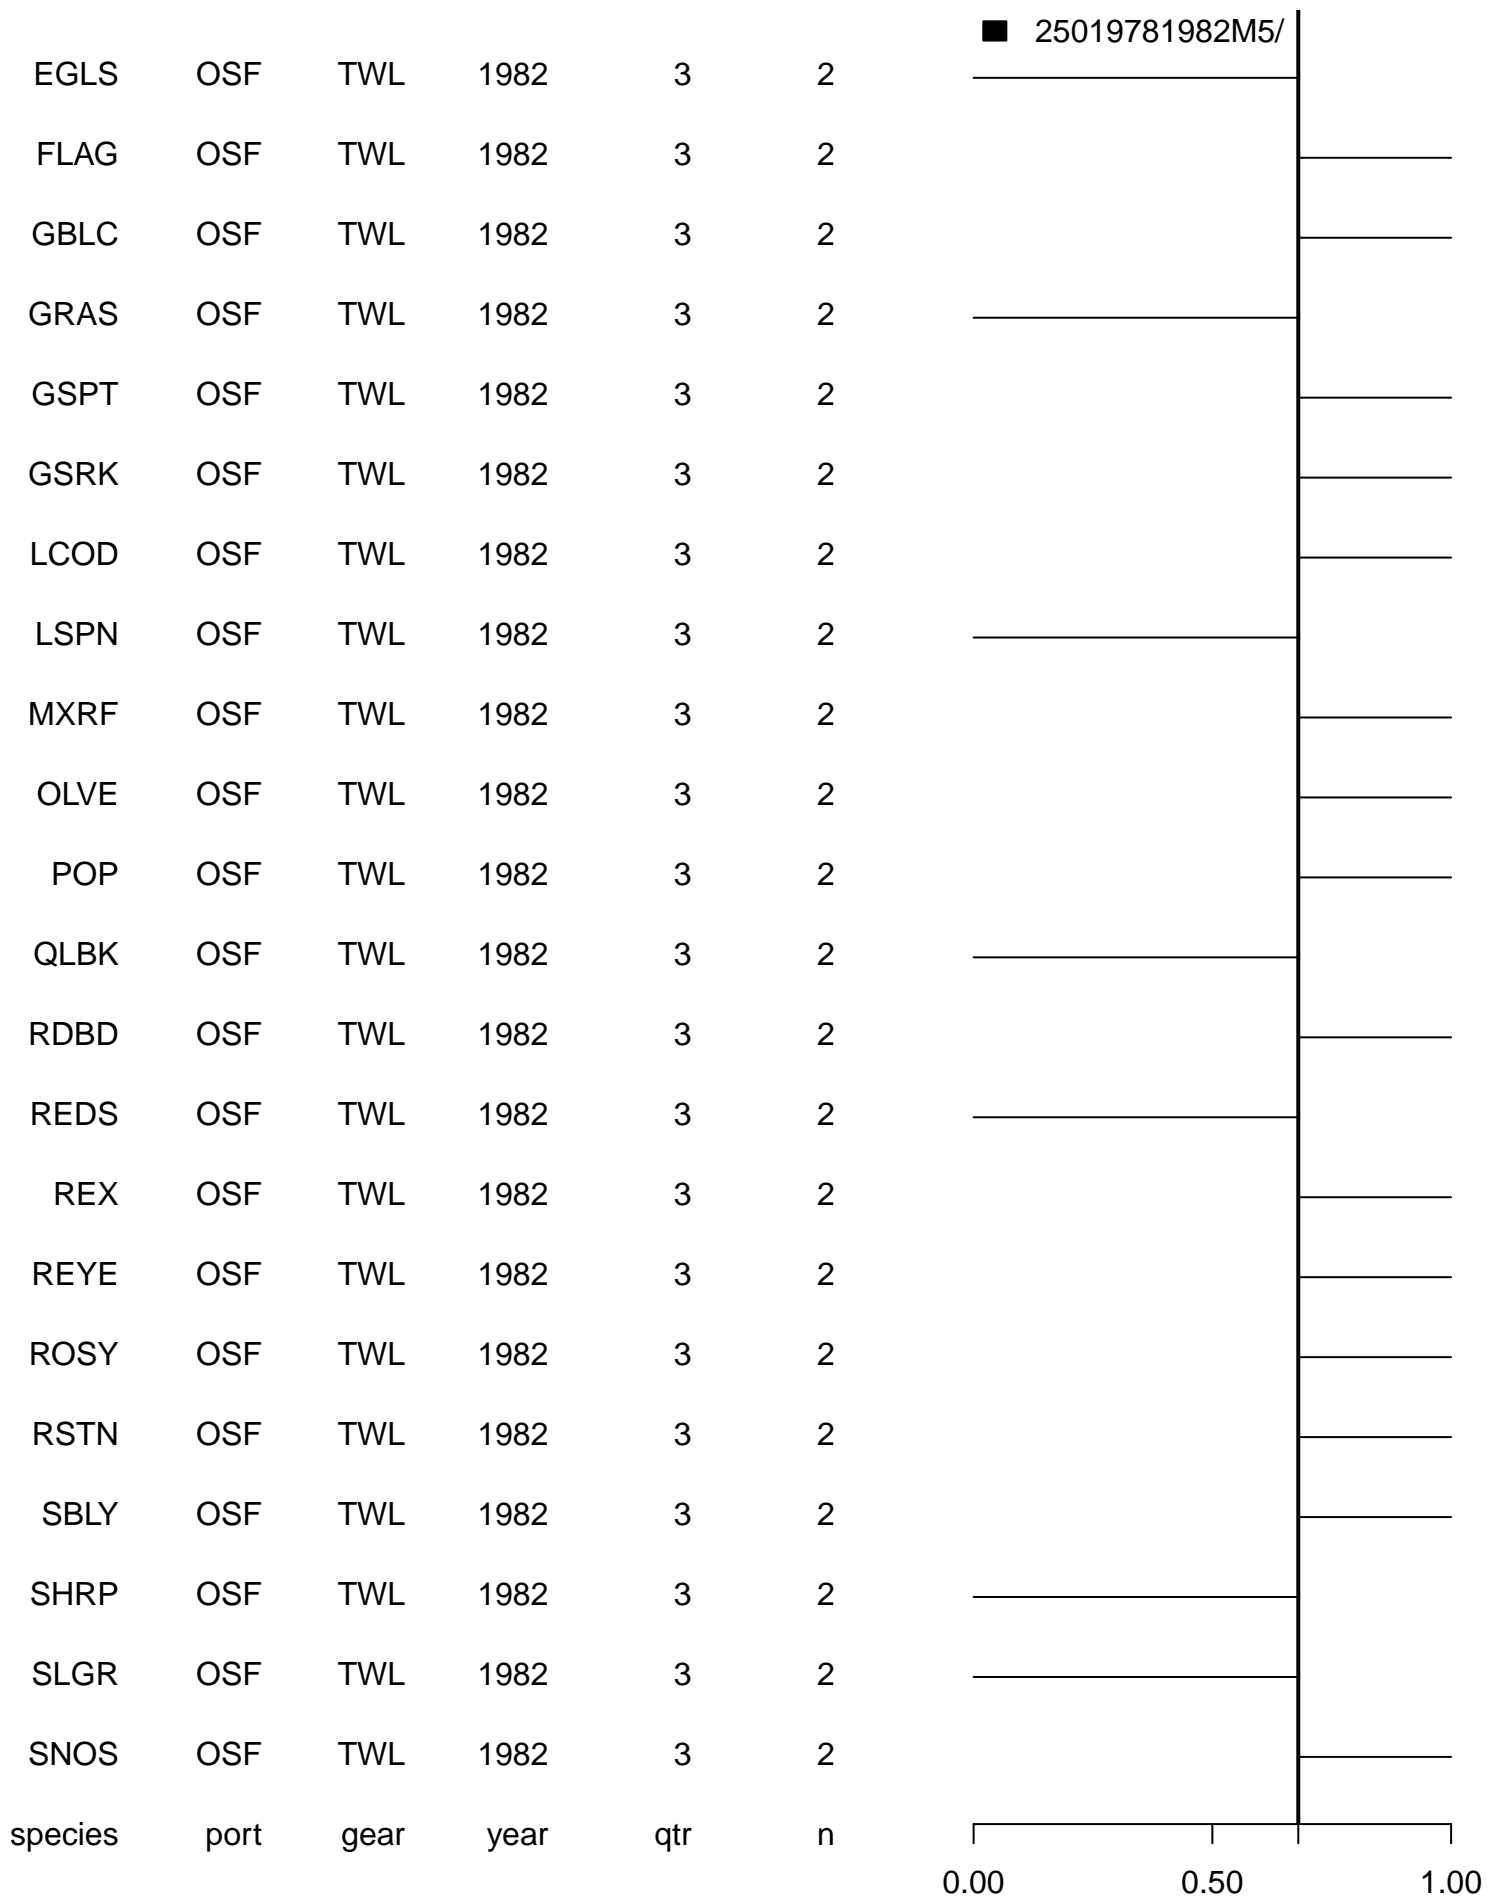 25019781982M5/
EGLS OSF TWL 1982 3 2
FLAG OSF TWL 1982 3 2
GBLC OSF TWL 1982 3 2
GRAS OSF TWL 1982 3 2
GSPT OSF TWL 1982 3 2
GSRK OSF TWL 1982 3 2
LCOD OSF TWL 1982 3 2
LSPN OSF TWL 1982 3 2
MXRF OSF TWL 1982 3 2
OLVE OSF TWL 1982 3 2
POP OSF TWL 1982 3 2
QLBK OSF TWL 1982 3 2
RDBD OSF TWL 1982 3 2
REDS OSF TWL 1982 3 2
REX OSF TWL 1982 3 2
REYE OSF TWL 1982 3 2
ROSY OSF TWL 1982 3 2
RSTN OSF TWL 1982 3 2
SBLY OSF TWL 1982 3 2
SHRP OSF TWL 1982 3 2
SLGR OSF TWL 1982 3 2
SNOS OSF TWL 1982 3 2
species port gear year qtr n
0.00 0.50 1.00